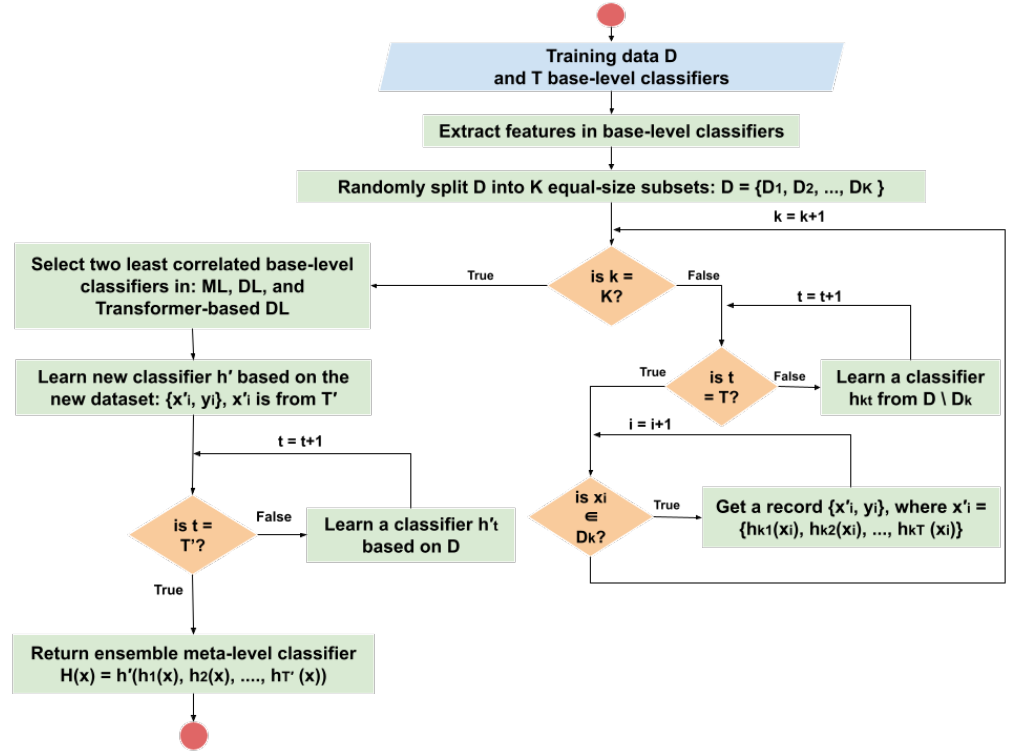 Training data D
and T base-level classifiers
Extract features in base-level classifiers
Randomly split D into K equal-size subsets: D = {D1, D2, ..., DK }
k = k+1
is k =
K?
True
False
Select two least correlated base-level
classifiers in: ML, DL, and
Transformer-based DL
t = t+1
is t
= T?
True
False
Learn a classifier
hkt from D \ Dk
Learn new classifier h′ based on the
new dataset: {x′i, yi}, x′i is from T′
i = i+1
is xi
∈
Dk?
True
Get a record {x′i, yi}, where x′i =
{hk1(xi), hk2(xi), ..., hkT (xi)}
t = t+1
is t =
T’?
False
Learn a classifier h′t
based on D
True
Return ensemble meta-level classifier
H(x) = h′(h1(x), h2(x), ...., hT′ (x))